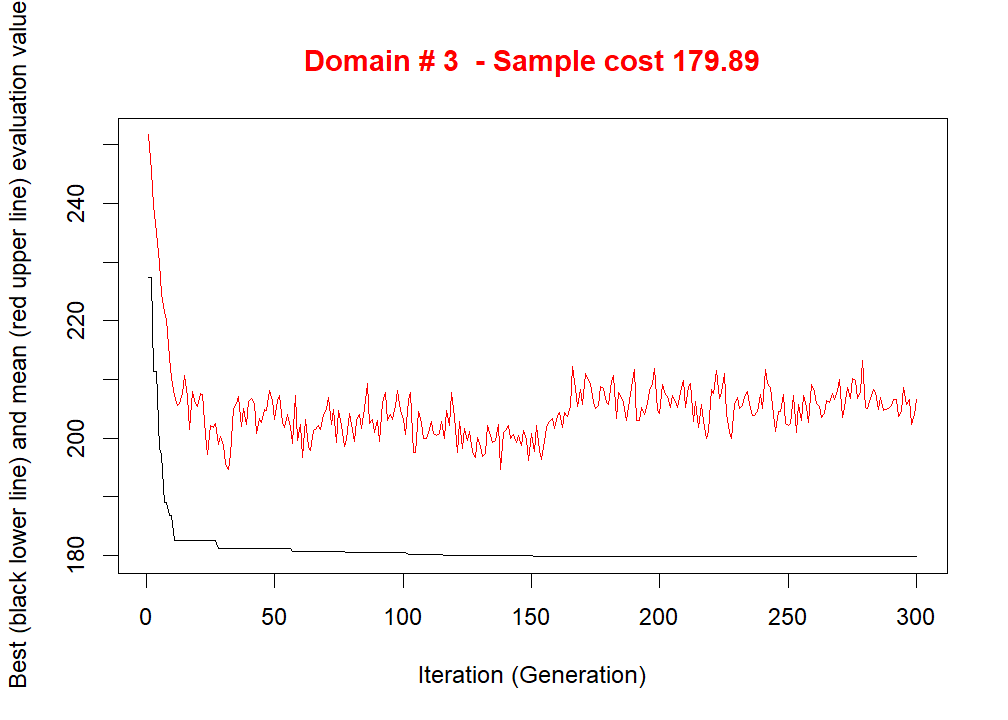 Domain # 3  - Sample cost 179.89
Best (black lower line) and mean (red upper line) evaluation value
240
220
200
180
0 50 100 150 200 250 300
Iteration (Generation)